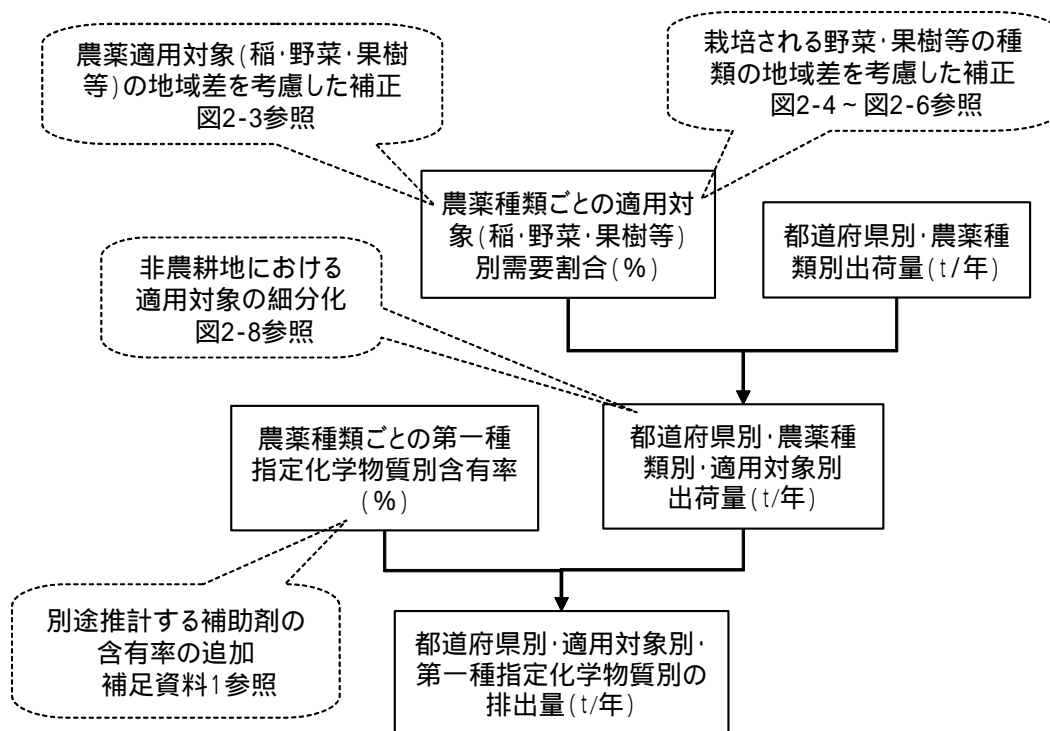 農薬適用対象(稲･野菜･果樹
等)の地域差を考慮した補正
図2-3参照
栽培される野菜･果樹等の種
類の地域差を考慮した補正
図2-4～図2-6参照
農薬種類ごとの適用対
象(稲･野菜･果樹等)
別需要割合(%)
都道府県別･農薬種
類別出荷量(t/年)
非農耕地における
適用対象の細分化
図2-8参照
農薬種類ごとの第一種
指定化学物質別含有率
(%)
都道府県別･農薬種
類別･適用対象別
出荷量(t/年)
別途推計する補助剤の
含有率の追加
補足資料1参照
都道府県別･適用対象別･
第一種指定化学物質別の
排出量(t/年)